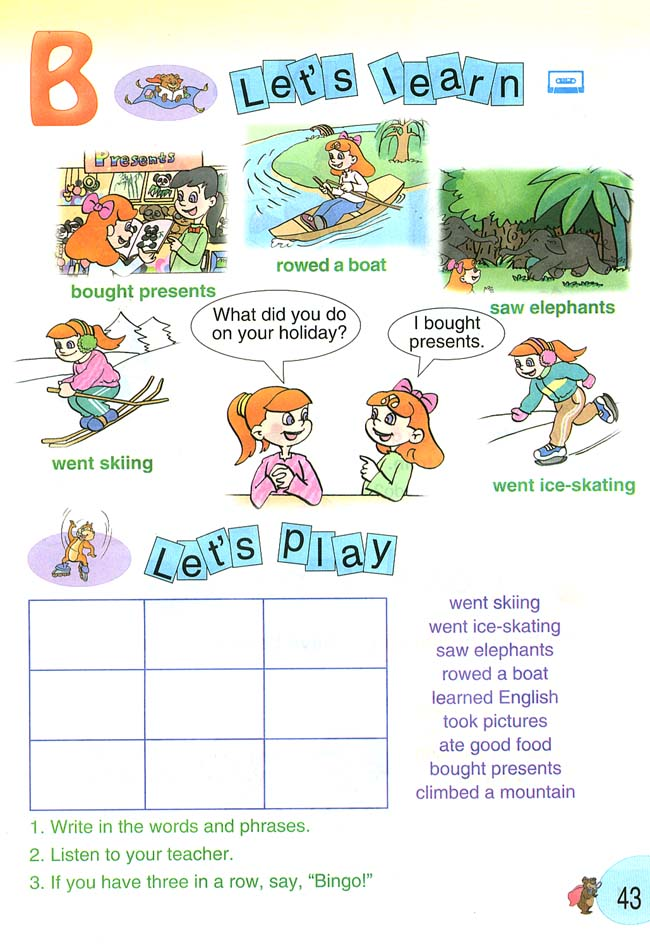 B
Let's learn
Presents
bought presents
rowed a boat
saw elephants
What did you do
on your holiday?
I bought
presents.
went skiing
went ice-skating
Let's play
went skiing
went ice-skating
saw elephants
rowed a boat
learned English
took pictures
ate good food
bought presents
climbed a mountain
1. Write in the words and phrases.
2. Listen to your teacher.
3. If you have three in a row, say, “Bingo!”
43